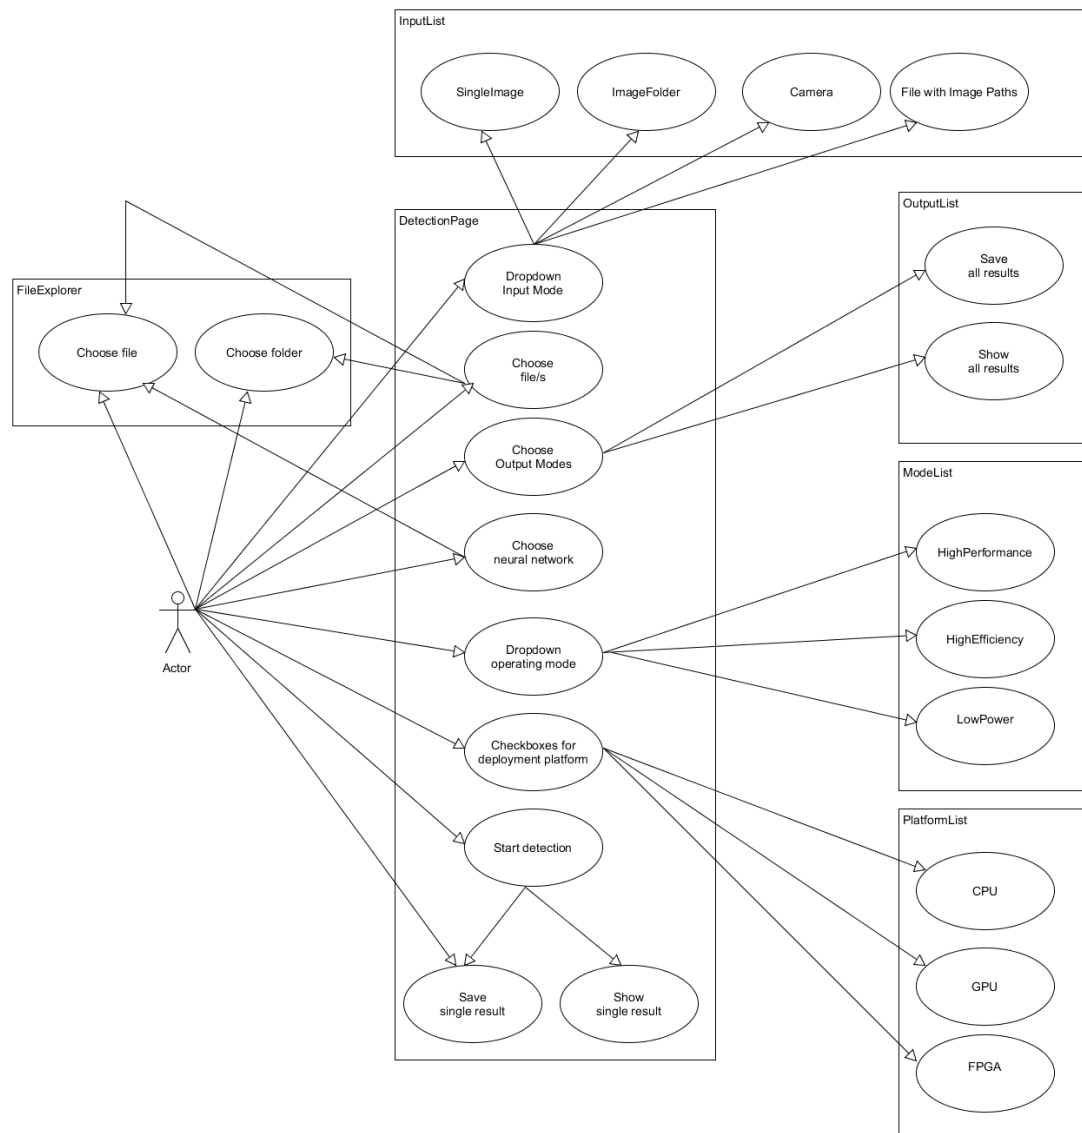 InputList
SingleImage
ImageFolder
Camera
File with Image Paths
OutputList
Save
all results
Show
all results
DetectionPage
Dropdown
Input Mode
Choose
file/s
Choose
Output Modes
Choose
neural network
Dropdown
operating mode
Checkboxes for
deployment platform
Start detection
Save
single result
Show
single result
FileExplorer
Choose file
Choose folder
Actor
ModeList
HighPerformance
HighEfficiency
LowPower
PlatformList
CPU
GPU
FPGA